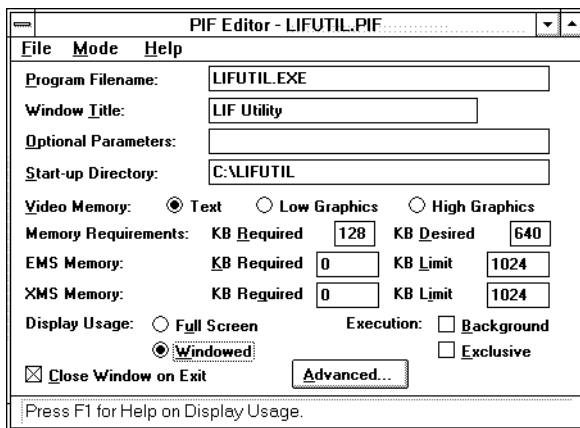 PIF Editor - LIFUTIL.PIF
File Mode Help
Program Filename: LIFUTIL.EXE
Window Title: LIF Utility
Optional Parameters:
Start-up Directory: C:\LIFUTIL
Video Memory: Text Low Graphics High Graphics
Memory Requirements: KB Required 128 KB Desired 640
EMS Memory: KB Required 0 KB Limit 1024
XMS Memory: KB Required 0 KB Limit 1024
Display Usage: Full Screen Execution: Background
Windowed Exclusive
Close Window on Exit Advanced...
Press F1 for Help on Display Usage.